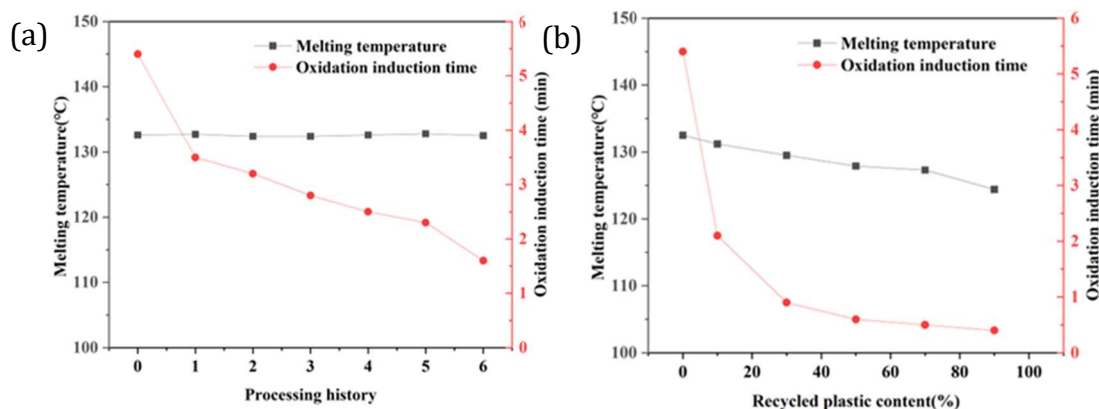 (a)
150
140
130
120
110
100
Melting temperature(℃)
Melting temperature
Oxidation induction time
6
5
4
3
2
1
0
Oxidation induction time (min)
0 1 2 3 4 5 6
Processing history
(b)
150
140
130
120
110
100
Melting temperature(℃)
Melting temperature
Oxidation induction time
6
5
4
3
2
1
0
Oxidation induction time (min)
0 20 40 60 80 100
Recycled plastic content(%)